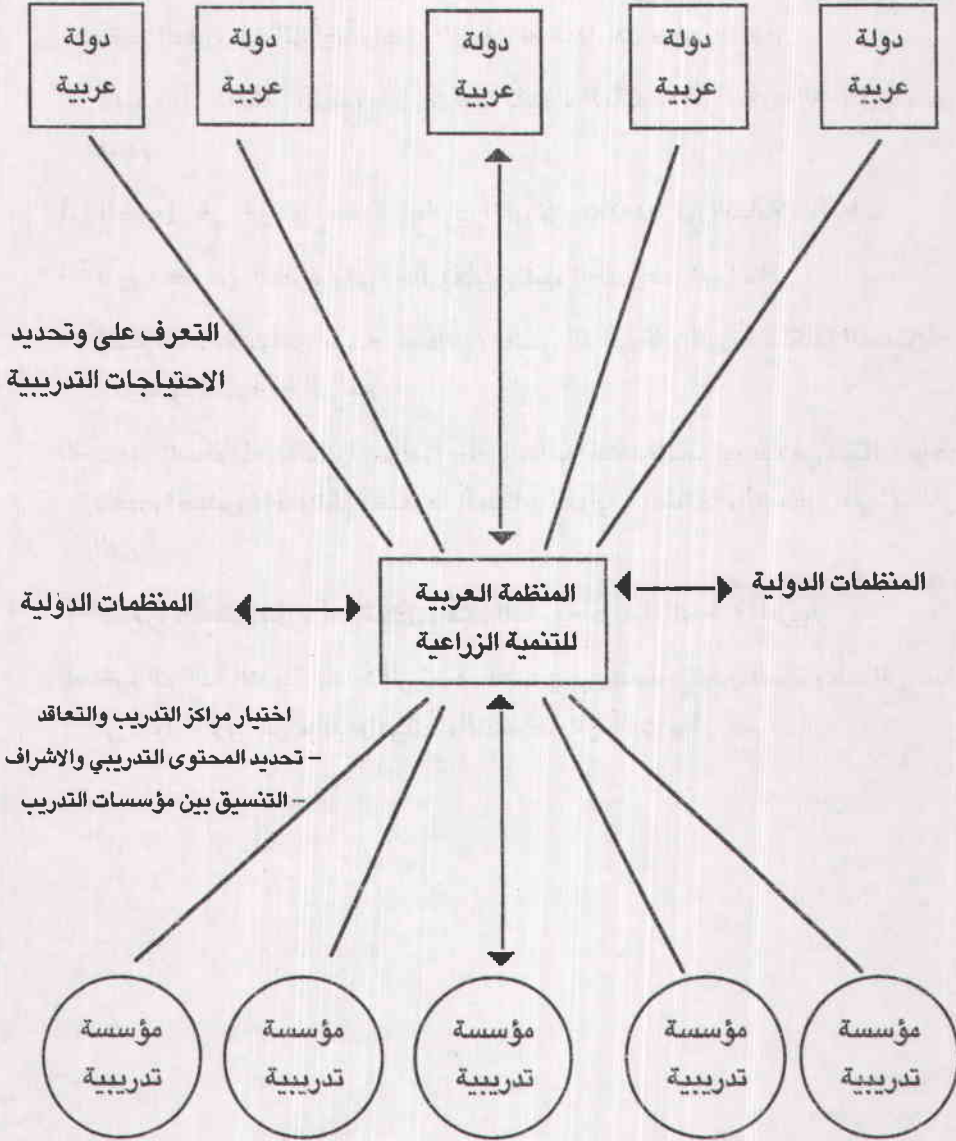 دولة
عربية
دولة
عربية
دولة
عربية
دولة
عربية
دولة
عربية
التعرف على وتحديد
الاحتياجات التدريبية
المنظمات الدولية
المنظمة العربية
للتنمية الزراعية
المنظمات الدولية
اختيار مراكز التدريب والتعاقد
– تحديد المحتوى التدريبي والاشراف
– التنسيق بين مؤسسات التدريب
مؤسسة
تدريبية
مؤسسة
تدريبية
مؤسسة
تدريبية
مؤسسة
تدريبية
مؤسسة
تدريبية